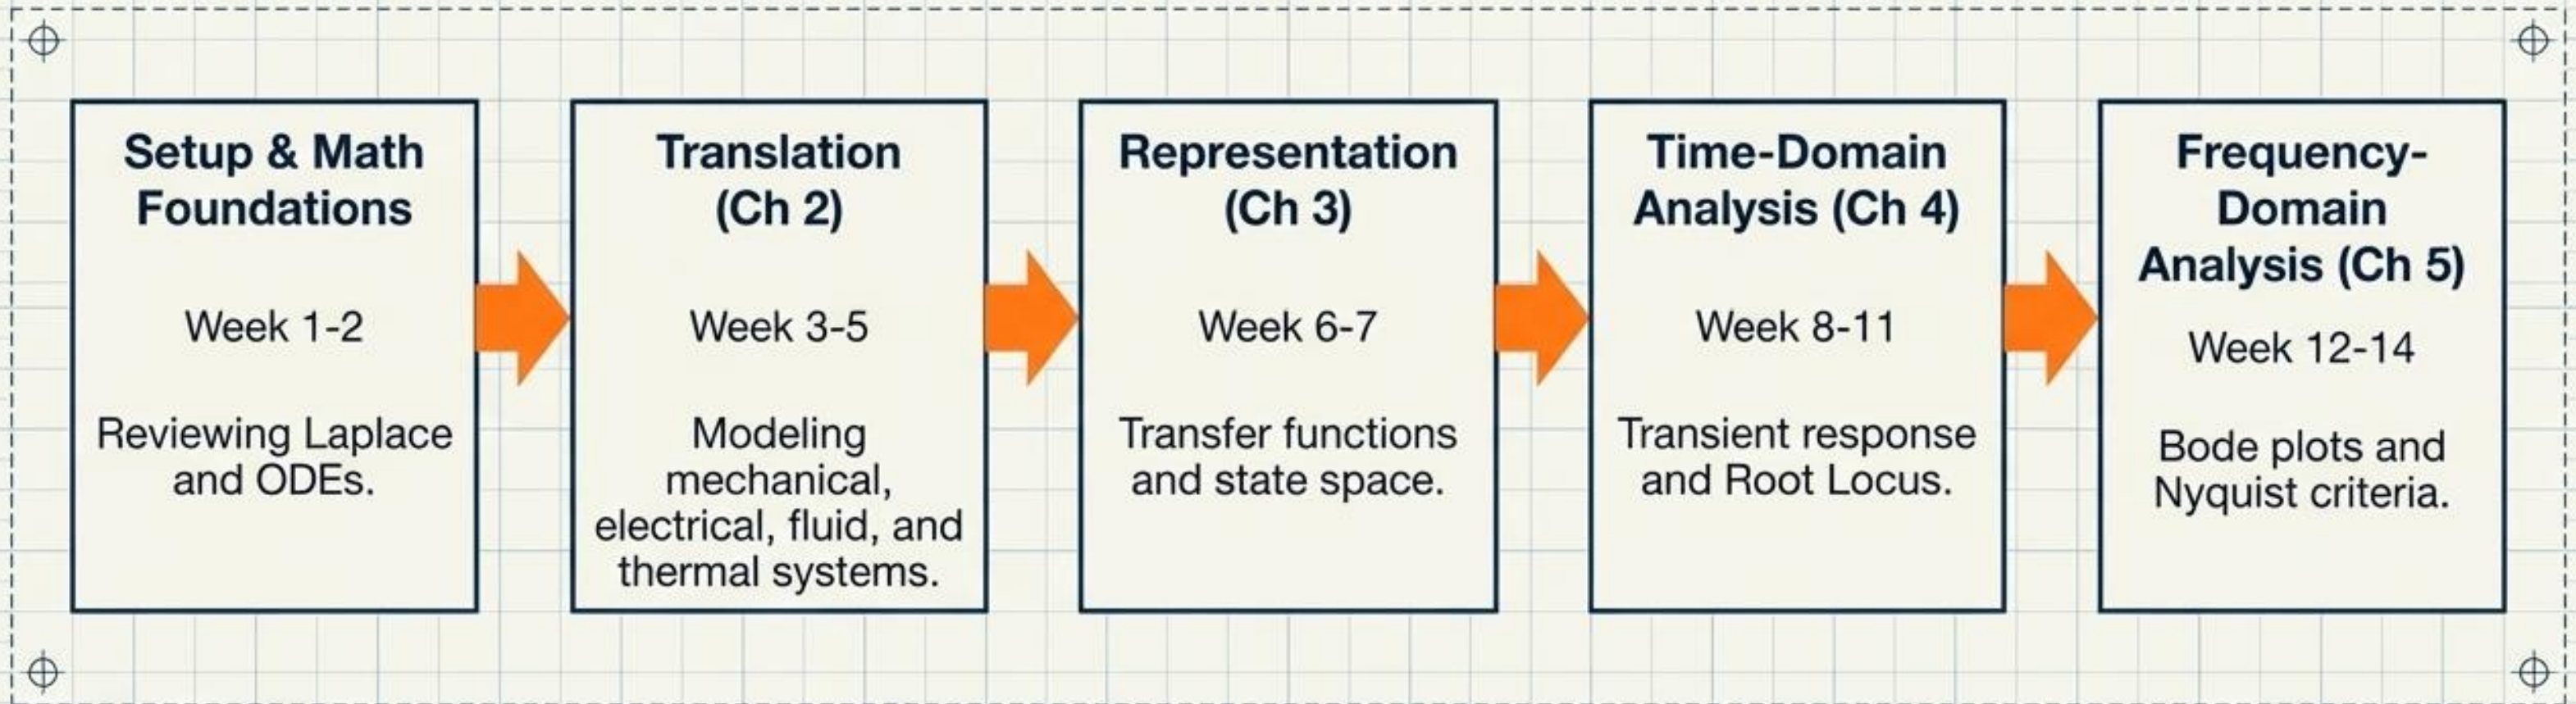 Setup & Math
Foundations
Week 1-2
Reviewing Laplace
and ODEs.
Translation
(Ch 2)
Week 3-5
Modeling
mechanical,
electrical, fluid, and
thermal systems.
Representation
(Ch 3)
Week 6-7
Transfer functions
and state space.
Time-Domain
Analysis (Ch 4)
Week 8-11
Transient response
and Root Locus.
Frequency-
Domain
Analysis (Ch 5)
Week 12-14
Bode plots and
Nyquist criteria.